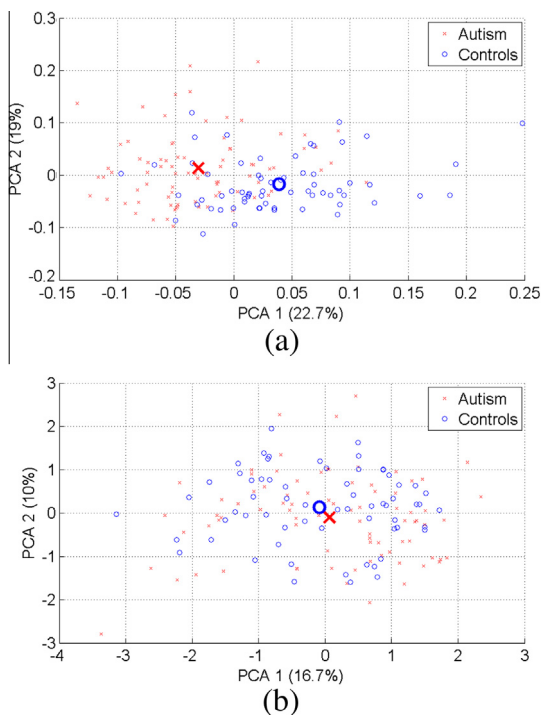 0.3
Autism
Controls
0.2
0.1
0
-0.1
-0.2
PCA 2 (19%)
-0.15 -0.1 -0.05 0 0.05 0.1 0.15 0.20 0.25
PCA 1 (22.7%)
(a)
3
Autism
Controls
2
1
0
-1
-2
-3
PCA 2 (10%)
-4 -3 -2 -1 0 1 2 3
PCA 1 (16.7%)
(b)